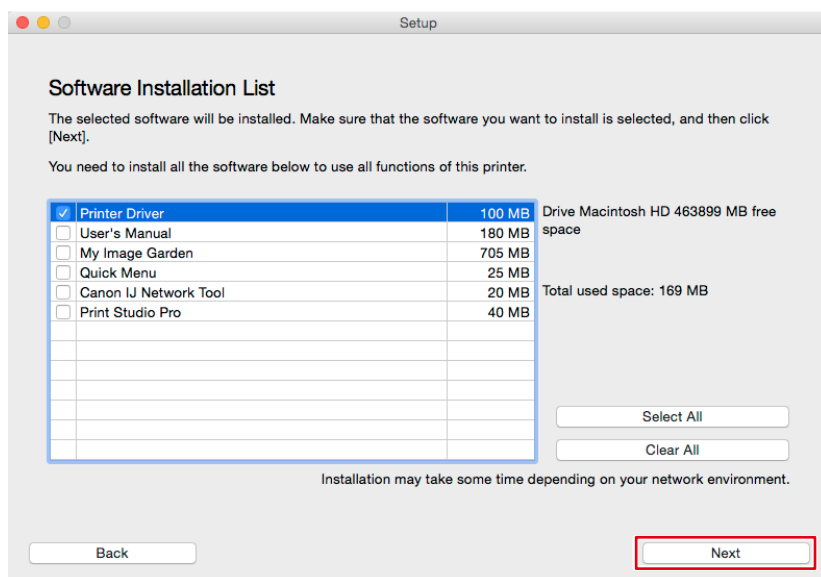 Setup
Software Installation List
The selected software will be installed. Make sure that the software you want to install is selected, and then click
[Next].
You need to install all the software below to use all functions of this printer.
Printer Driver 100 MB
User's Manual 180 MB
My Image Garden 705 MB
Quick Menu 25 MB
Canon IJ Network Tool 20 MB
Print Studio Pro 40 MB
Drive Macintosh HD 463899 MB free
space
Total used space: 169 MB
Select All
Clear All
Installation may take some time depending on your network environment.
Back
Next